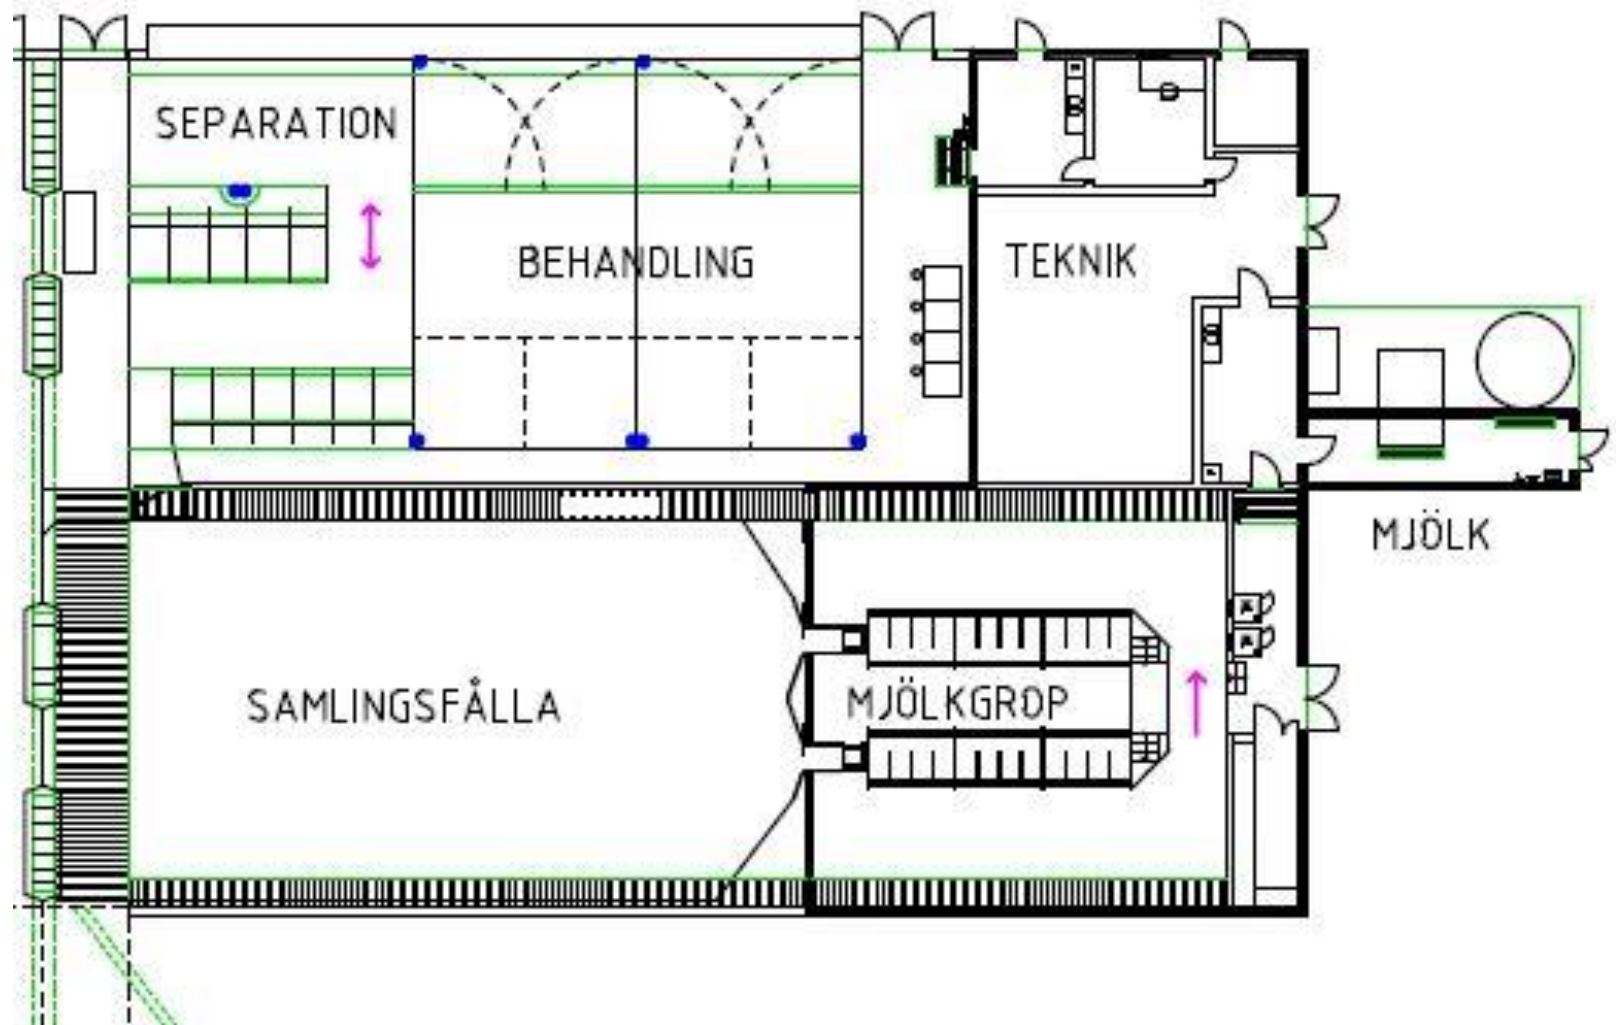 SEPARATION
BEHANDLING
TEKNIK
MJÖLK
SAMLINGSFÅLLA
MJÖLKGROP